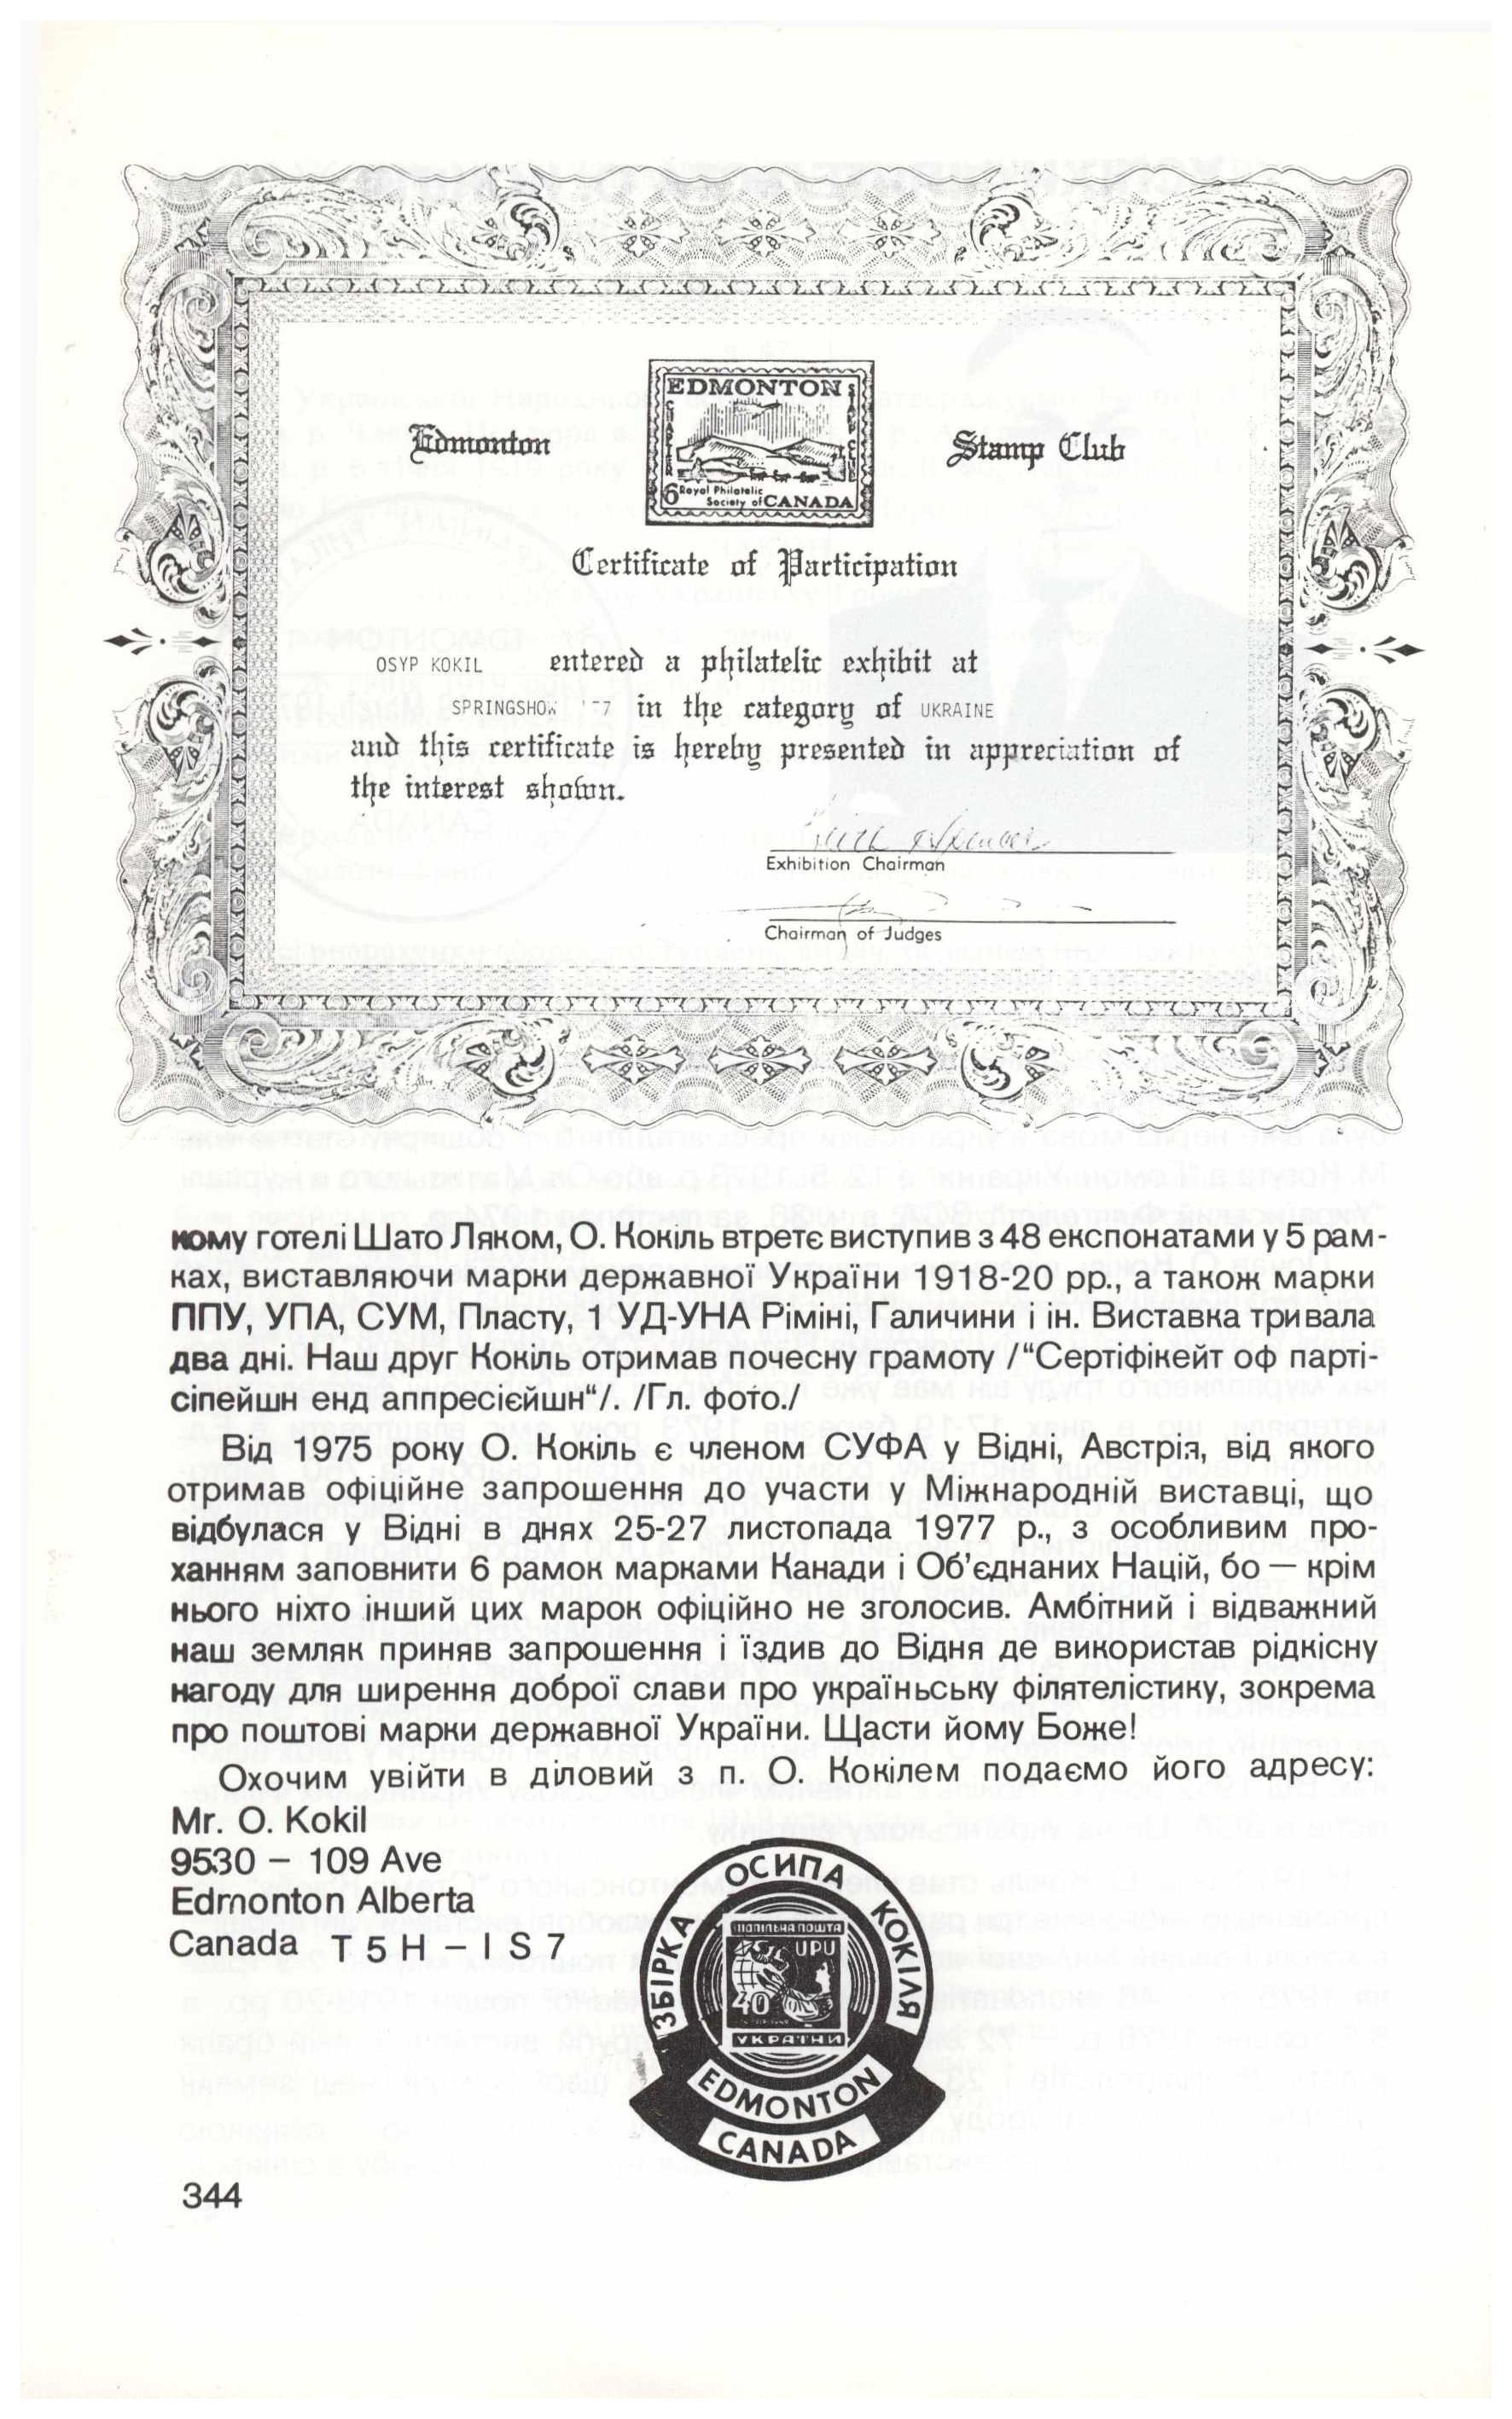 EDMONTON
Edmonton
Stamp Club
6 Royal Philatelic
Society of CANADA
Certificate of Participation
OSYP KOKIL entered a philatelic exhibit at
SPRINGSHOW '77 in the category of UKRAINE
and this certificate is hereby presented in appreciation of
the interest shown.
Exhibition Chairman
Chairman of Judges
кому готелі Шато Ляком, О. Кокіль втретє виступив з 48 експонатами у 5 рам-
ках, виставляючи марки державної України 1918-20 рр., а також марки
ППУ, УПА, СУМ, Пласту, 1 УД-УНА Ріміні, Галичини і ін. Виставка тривала
два дні. Наш друг Кокіль отримав почесну грамоту /“Сертіфікейт оф парті-
сіпейшн енд аппресієйшн“/. /Гл. фото./
Від 1975 року О. Кокіль є членом СУФА у Відні, Австрія, від якого
отримав офіційне запрошення до участи у Міжнародній виставці, що
відбулася у Відні в днях 25-27 листопада 1977 р., з особливим про-
ханням заповнити 6 рамок марками Канади і Об’єднаних Націй, бо — крім
нього ніхто інший цих марок офіційно не зголосив. Амбітний і відважний
наш земляк приняв запрошення і їздив до Відня де використав рідкісну
нагоду для ширення доброї слави про україньську філятелістику, зокрема
про поштові марки державної України. Щасти йому Боже!
Охочим увійти в діловий з п. О. Кокілем подаємо його адресу:
Mr. O. Kokil
9530 – 109 Ave
Edmonton Alberta
Canada T 5 H – I S 7
ЗБІРКА ОСИПА КОКІЛЯ
ПІДПІЛЬНА ПОШТА
UPU
40
УКРАЇНИ
EDMONTON
CANADA
344